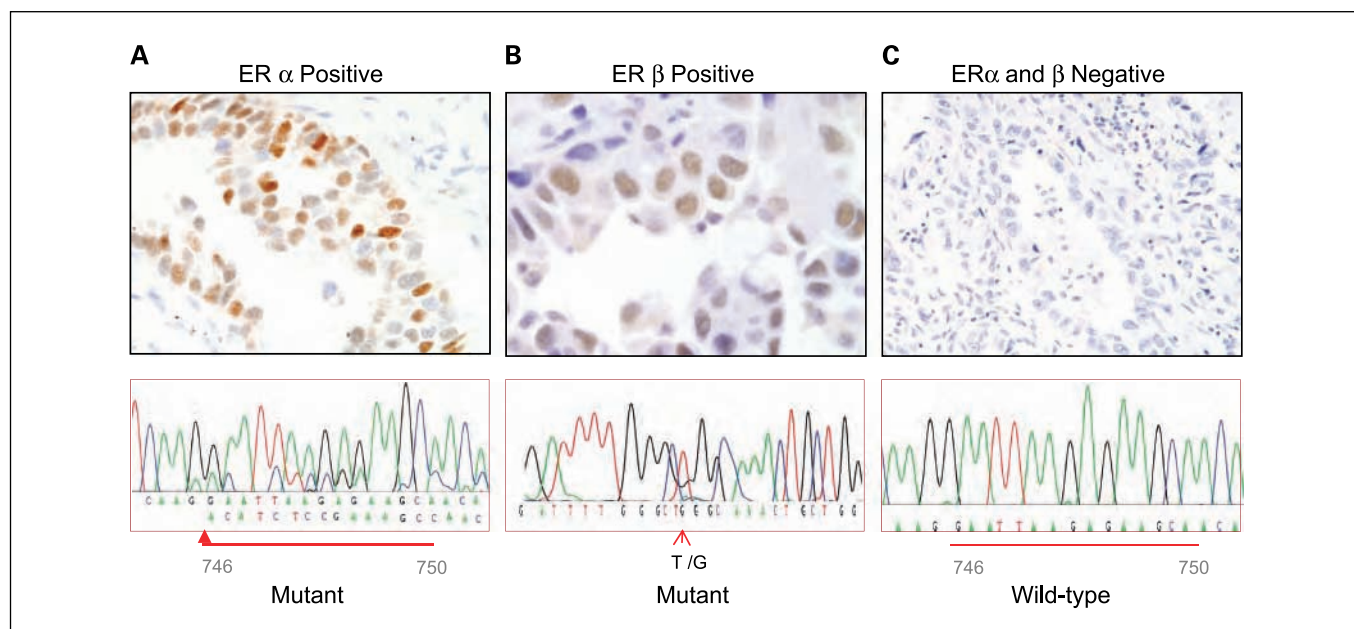 A
ER α Positive
B
ER β Positive
C
ERα and β Negative
C A A G G A A T T A A G A G A A G C A A C A
A C A T C T C C G A A A G C C A A C
G A T T T T G G G C T G G G C A A A C T G C T G G
A A G G A A T T A A G A G A A G C A A C A
746
750
Mutant
T /G
Mutant
746
750
Wild-type